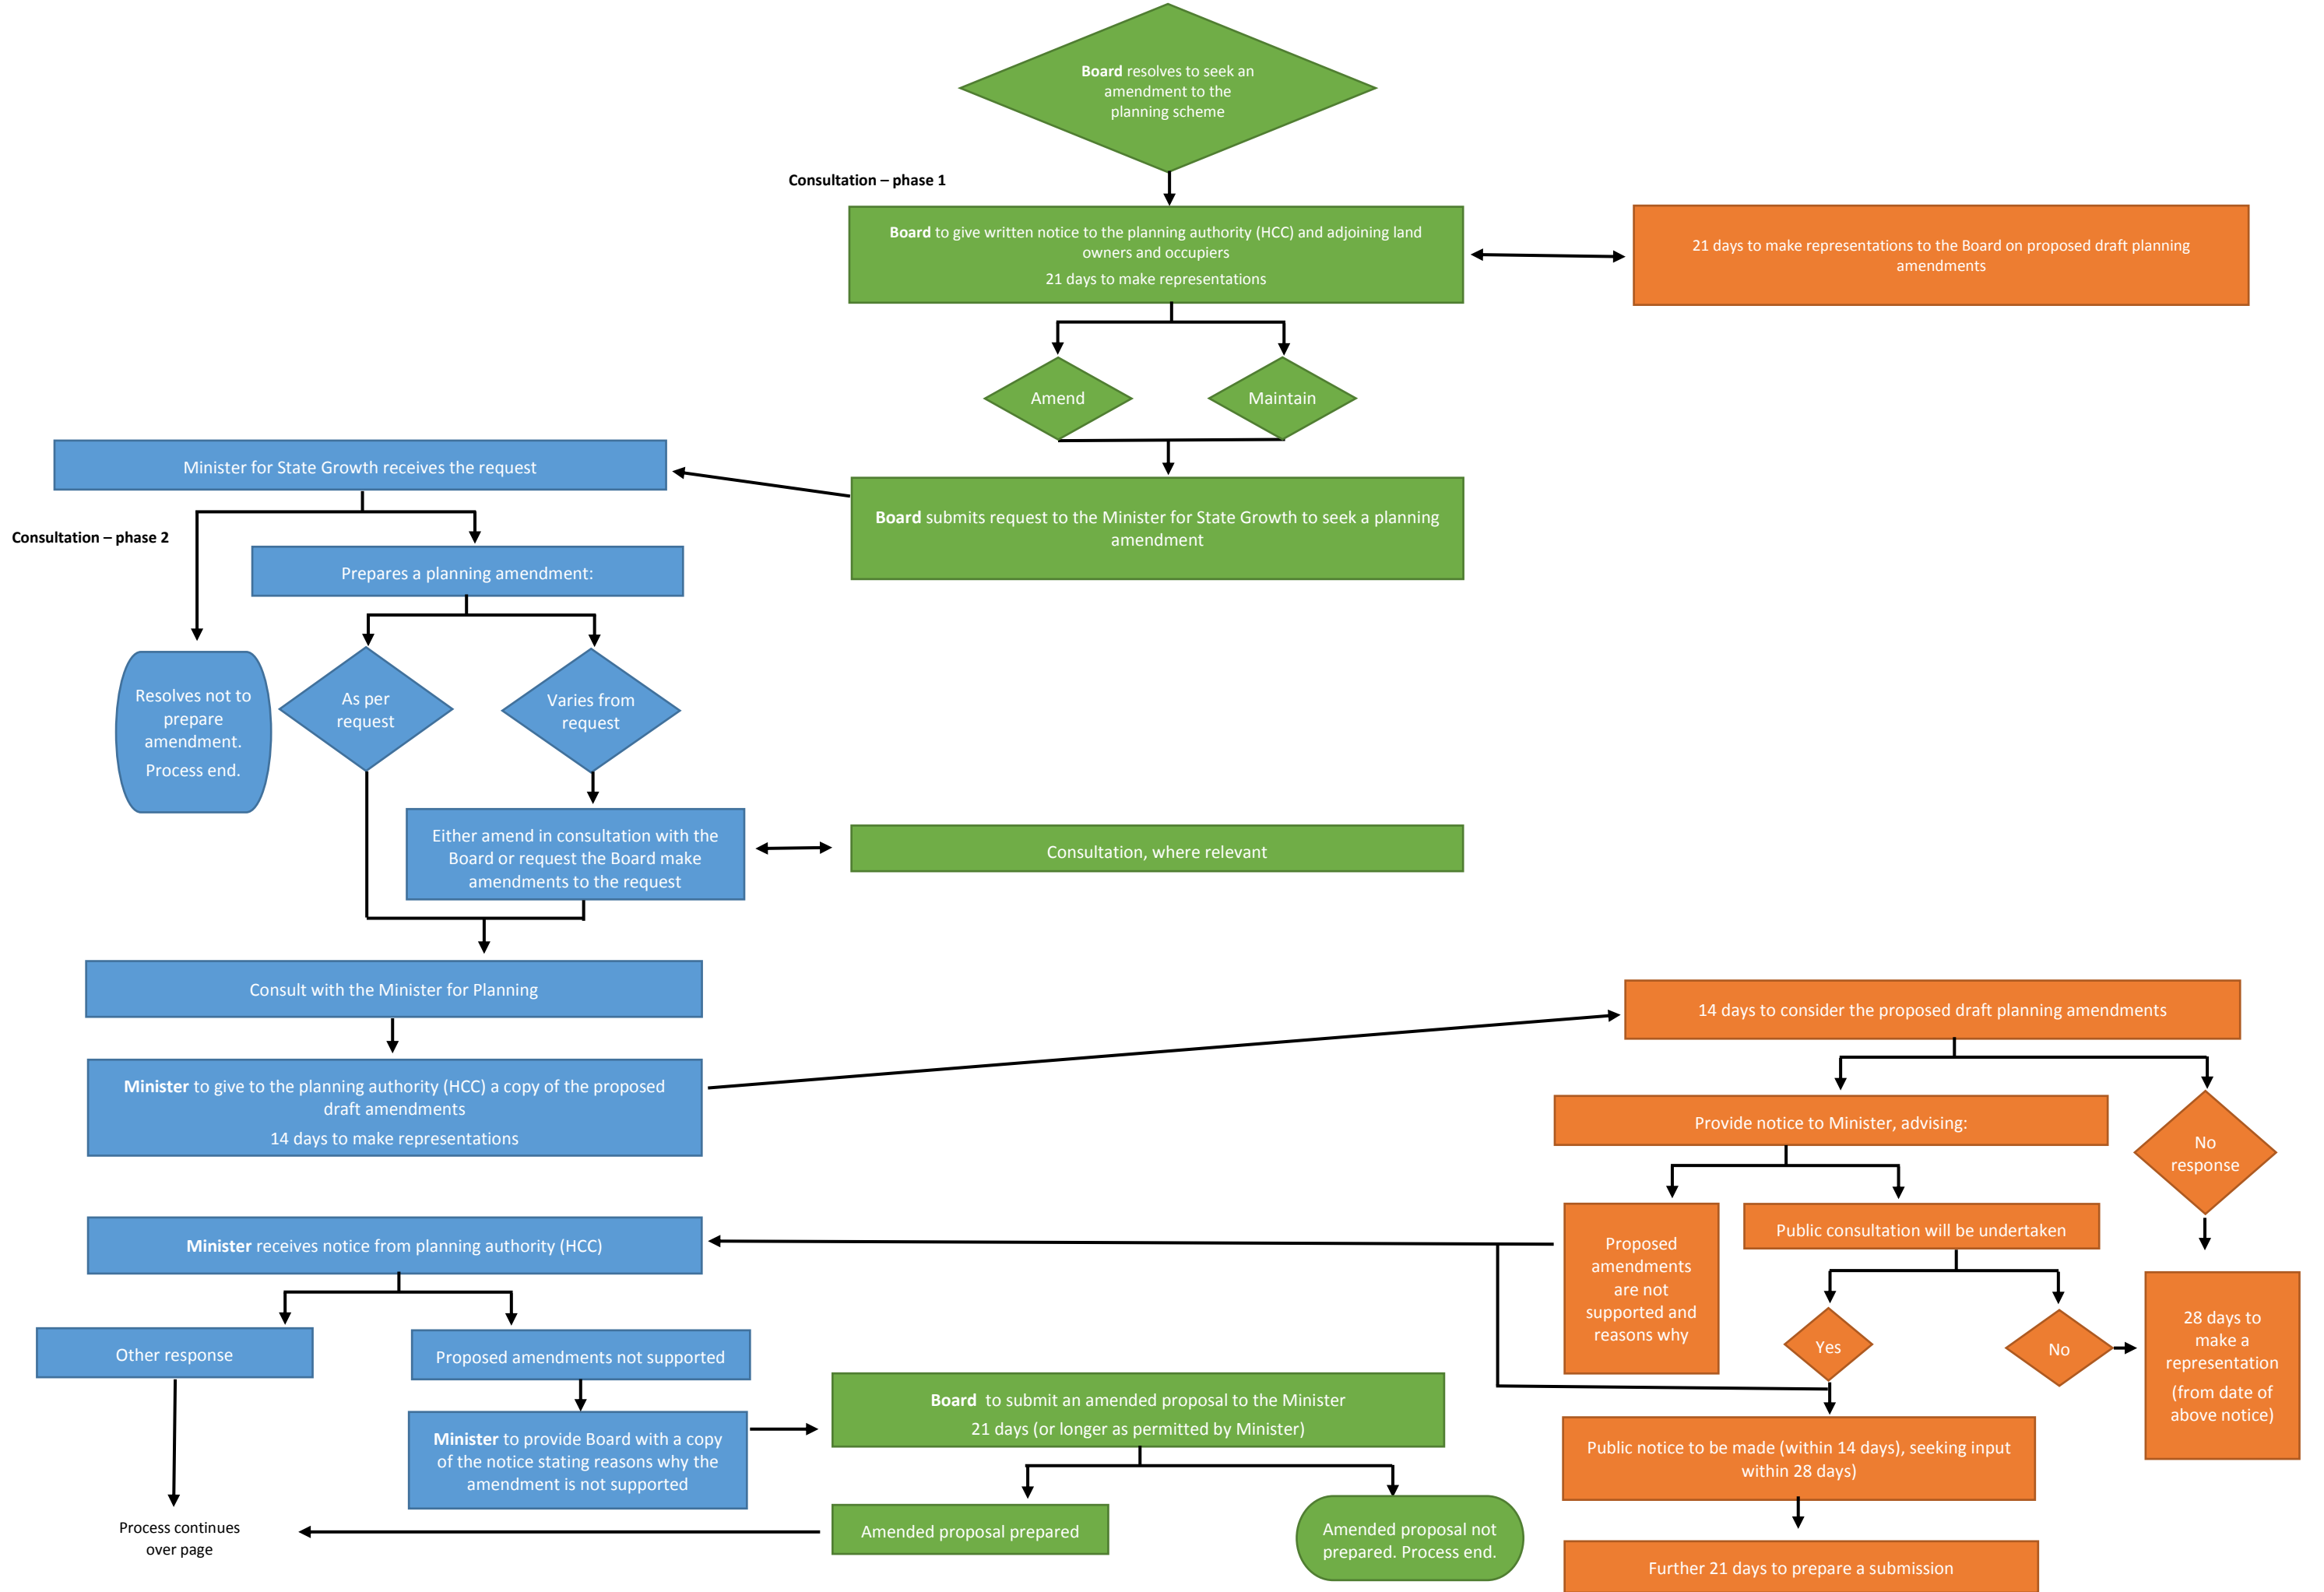 Board resolves to seek an
amendment to the
planning scheme
Consultation – phase 1
Board to give written notice to the planning authority (HCC) and adjoining land
owners and occupiers
21 days to make representations
21 days to make representations to the Board on proposed draft planning
amendments
Amend
Maintain
Minister for State Growth receives the request
Board submits request to the Minister for State Growth to seek a planning
amendment
Consultation – phase 2
Prepares a planning amendment:
Resolves not to
prepare
amendment.
Process end.
As per
request
Varies from
request
Either amend in consultation with the
Board or request the Board make
amendments to the request
Consultation, where relevant
Consult with the Minister for Planning
14 days to consider the proposed draft planning amendments
Minister to give to the planning authority (HCC) a copy of the proposed
draft amendments
14 days to make representations
Provide notice to Minister, advising:
No
response
Minister receives notice from planning authority (HCC)
Proposed
amendments
are not
supported and
reasons why
Public consultation will be undertaken
Yes
No
28 days to
make a
representation
(from date of
above notice)
Other response
Proposed amendments not supported
Minister to provide Board with a copy
of the notice stating reasons why the
amendment is not supported
Board  to submit an amended proposal to the Minister
21 days (or longer as permitted by Minister)
Public notice to be made (within 14 days), seeking input
within 28 days)
Process continues
over page
Amended proposal prepared
Amended proposal not
prepared. Process end.
Further 21 days to prepare a submission